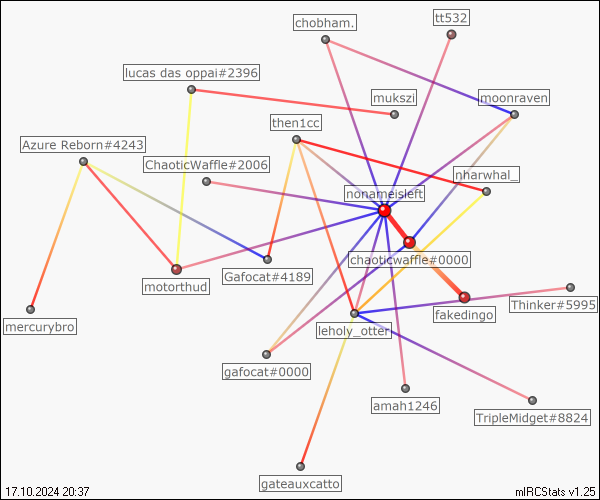 chobham.
tt532
lucas das oppai#2396
mukszi
moonraven
then1cc
Azure Reborn#4243
ChaoticWaffle#2006
nharwhal_
nonameisleft
chaoticwaffle#0000
Gafocat#4189
motorthud
Thinker#5995
fakedingo
mercurybro
leholy_otter
gafocat#0000
amah1246
TripleMidget#8824
gateauxcatto
17.10.2024 20:37
mIRCStats v1.25